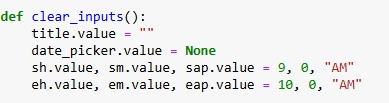 def clear_inputs():
    title.value = ""
    date_picker.value = None
    sh.value, sm.value, sap.value = 9, 0, "AM"
    eh.value, em.value, eap.value = 10, 0, "AM"